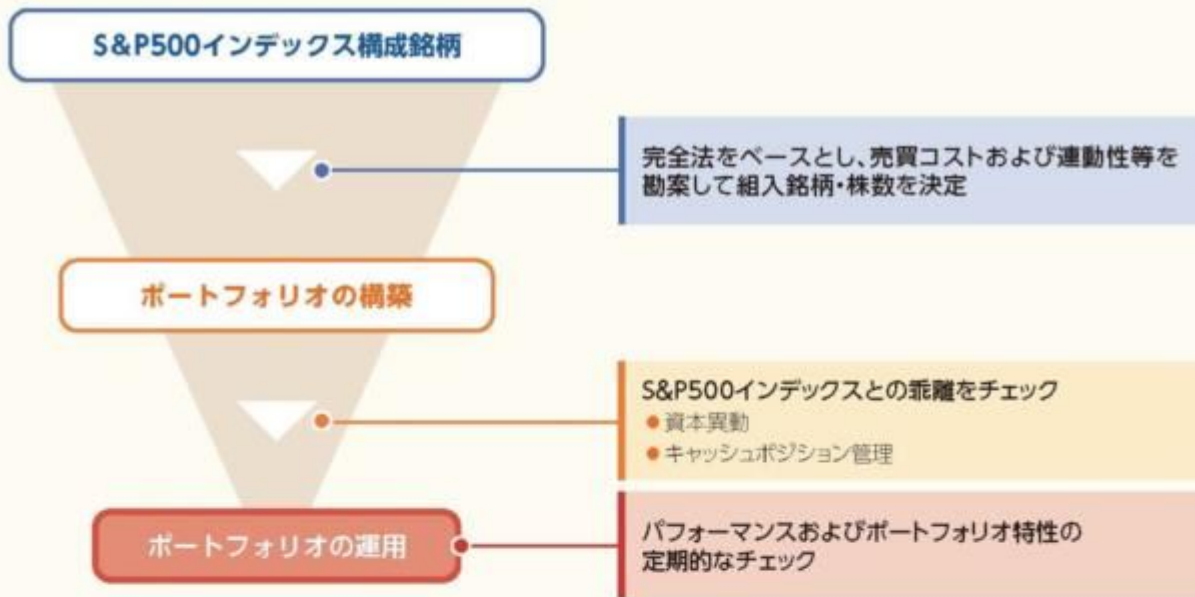 S&P500インデックス構成銘柄
完全法をベースとし、売買コストおよび連動性等を
勘案して組入銘柄・株数を決定
ポートフォリオの構築
S&P500インデックスとの乖離をチェック
●資本異動
●キャッシュポジション管理
ポートフォリオの運用
パフォーマンスおよびポートフォリオ特性の
定期的なチェック